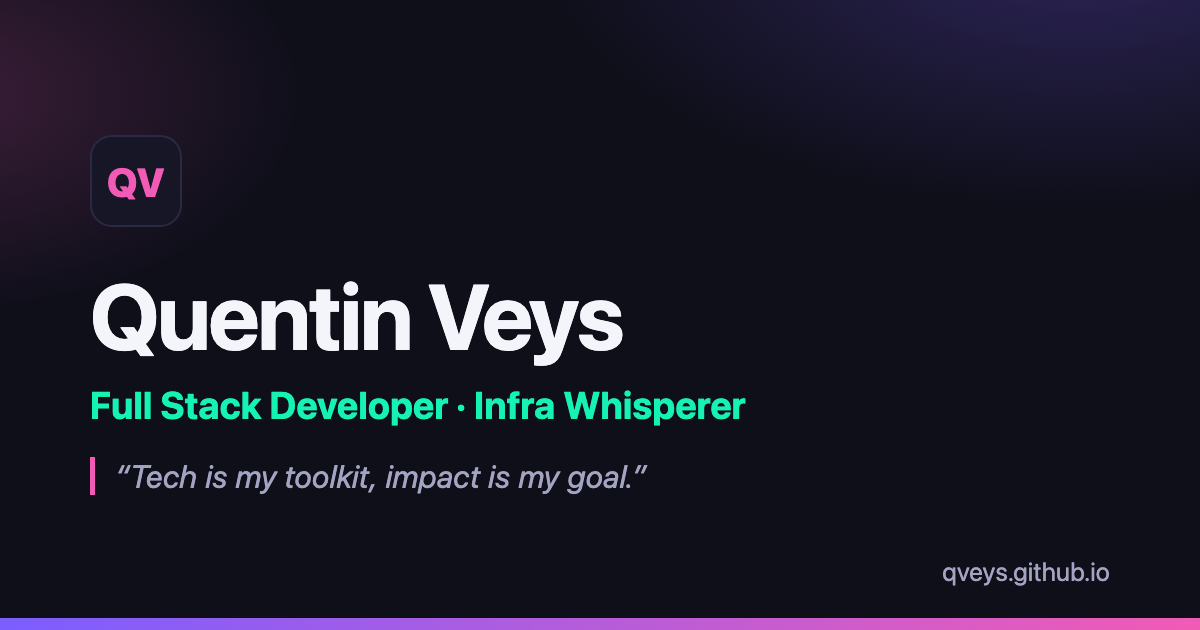 QV
Quentin Veys
Full Stack Developer · Infra Whisperer
“Tech is my toolkit, impact is my goal.”
qveys.github.io